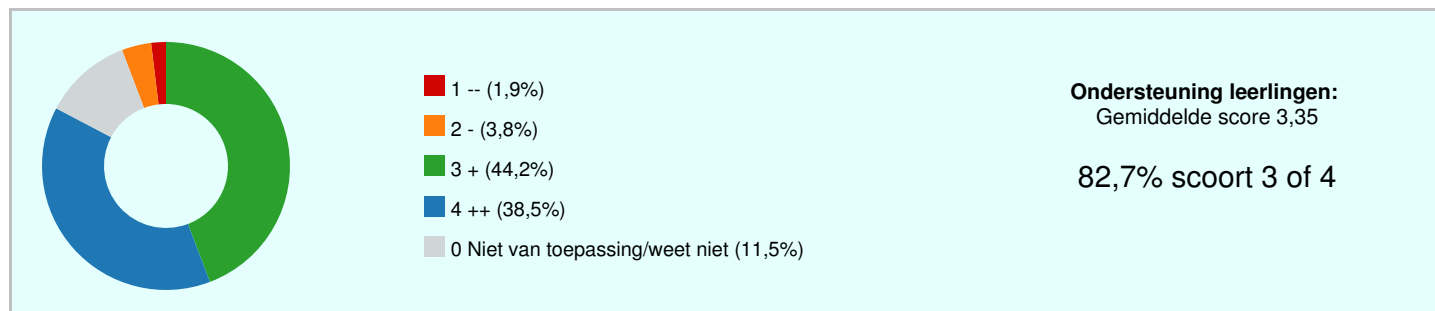 1 -- (1,9%)
2 - (3,8%)
3 + (44,2%)
4 ++ (38,5%)
0 Niet van toepassing/weet niet (11,5%)
Ondersteuning leerlingen:
Gemiddelde score 3,35
82,7% scoort 3 of 4